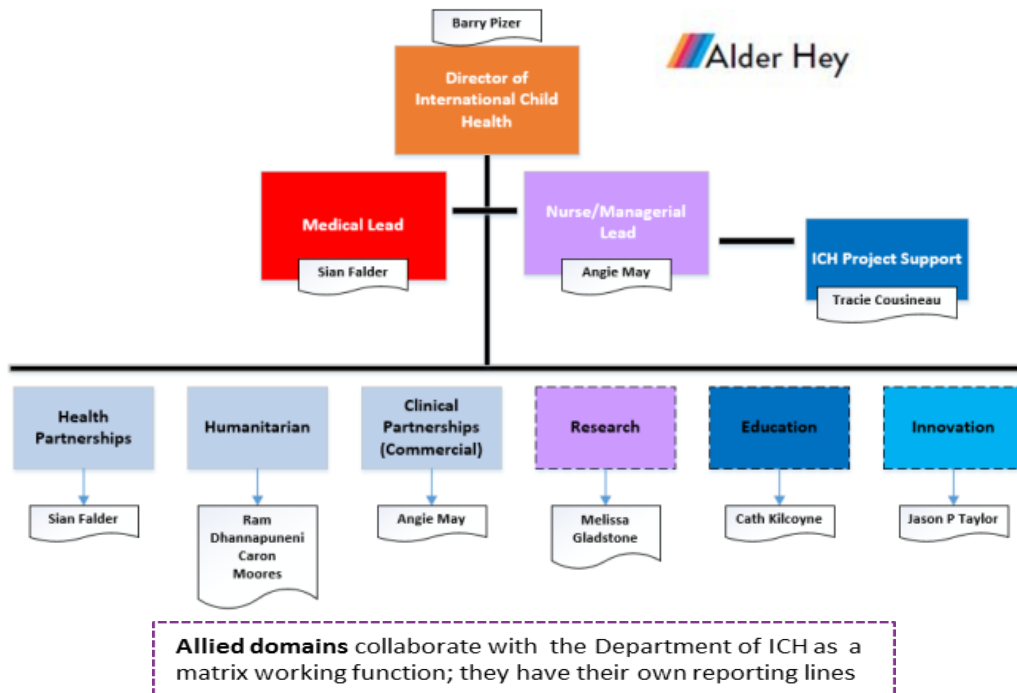 Barry Pizer
Alder Hey
Director of
International Child
Health
Medical Lead
Nurse/Managerial
Lead
ICH Project Support
Sian Falder
Angie May
Tracie Cousineau
Health
Partnerships
Humanitarian
Clinical
Partnerships
(Commercial)
Research
Education
Innovation
Sian Falder
Ram
Dhannapuneni
Caron
Moores
Angie May
Melissa
Gladstone
Cath Kilcoyne
Jason P Taylor
Allied domains collaborate with the Department of ICH as a
matrix working function; they have their own reporting lines